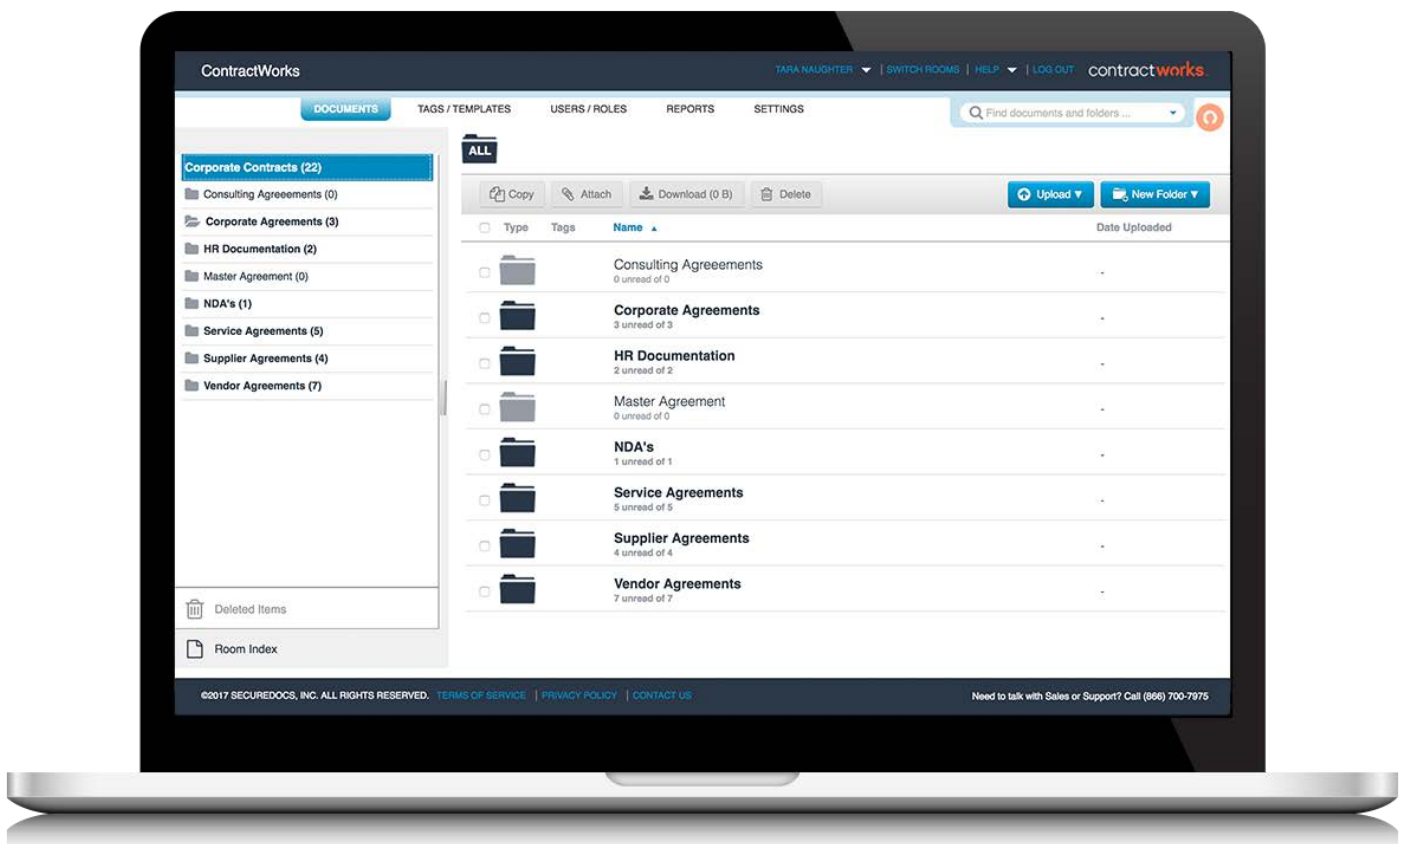 ContractWorks
TARA NAUGHTER | SWITCH ROOMS | HELP | LOG OUT contractworks.
DOCUMENTS TAGS / TEMPLATES USERS / ROLES REPORTS SETTINGS
Find documents and folders ...
Corporate Contracts (22)
Consulting Agreeements (0)
Corporate Agreements (3)
HR Documentation (2)
Master Agreement (0)
NDA's (1)
Service Agreements (5)
Supplier Agreements (4)
Vendor Agreements (7)
Deleted Items
Room Index
ALL
Copy Attach Download (0 B) Delete Upload New Folder
Type Tags Name Date Uploaded
Consulting Agreeements -
0 unread of 0
Corporate Agreements -
3 unread of 3
HR Documentation -
2 unread of 2
Master Agreement -
0 unread of 0
NDA's -
1 unread of 1
Service Agreements -
5 unread of 5
Supplier Agreements -
4 unread of 4
Vendor Agreements -
7 unread of 7
©2017 SECUREDOCS, INC. ALL RIGHTS RESERVED. TERMS OF SERVICE | PRIVACY POLICY | CONTACT US Need to talk with Sales or Support? Call (866) 700-7975